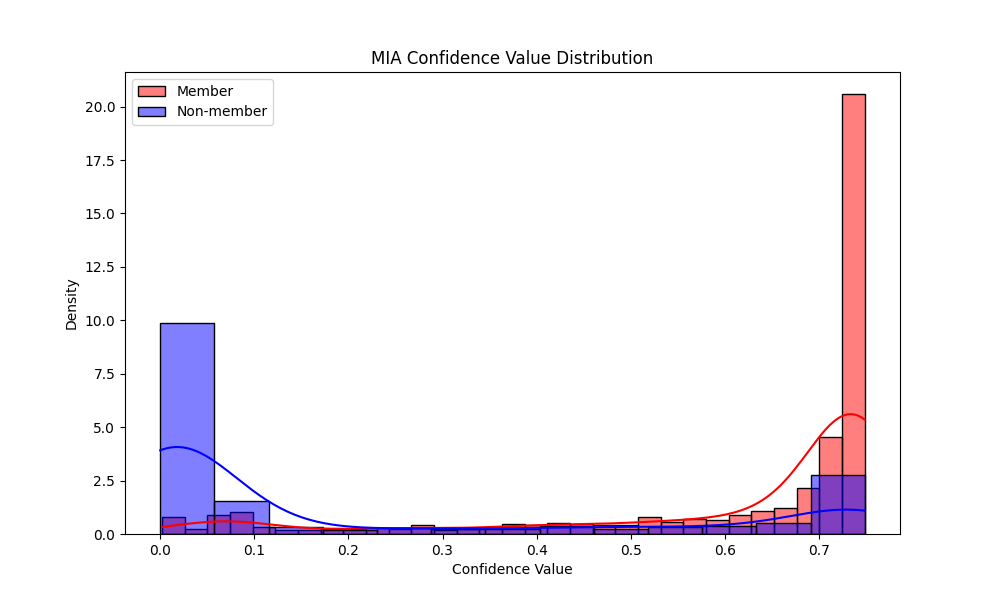 MIA Confidence Value Distribution
Member
Non-member
20.0
17.5
15.0
12.5
10.0
7.5
5.0
2.5
0.0
Density
0.0 0.1 0.2 0.3 0.4 0.5 0.6 0.7
Confidence Value